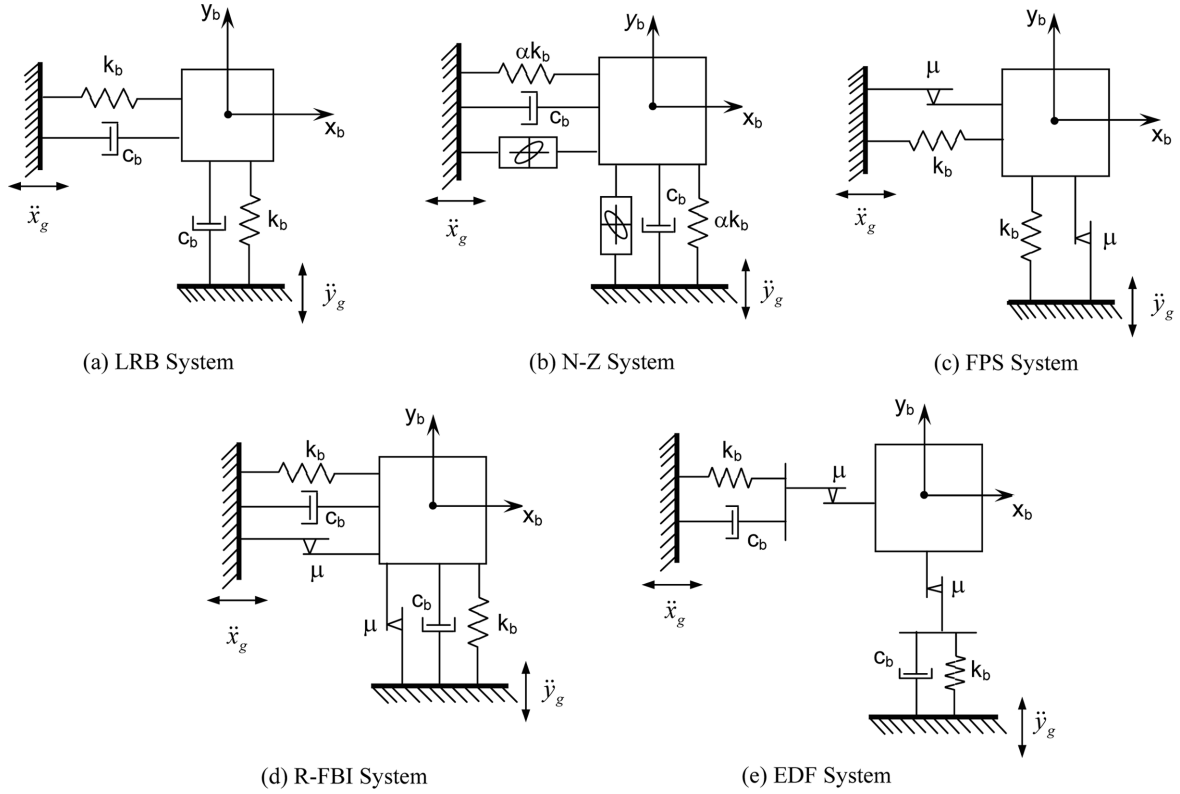 y_b
k_b
x_b
c_b
ẍ_g
c_b
k_b
ÿ_g
(a) LRB System
y_b
αk_b
c_b
x_b
ẍ_g
c_b
αk_b
ÿ_g
(b) N-Z System
y_b
μ
x_b
k_b
ẍ_g
k_b
μ
ÿ_g
(c) FPS System
y_b
k_b
x_b
c_b
μ
ẍ_g
μ
c_b
k_b
ÿ_g
(d) R-FBI System
y_b
k_b
μ
x_b
c_b
ẍ_g
μ
c_b
k_b
ÿ_g
(e) EDF System